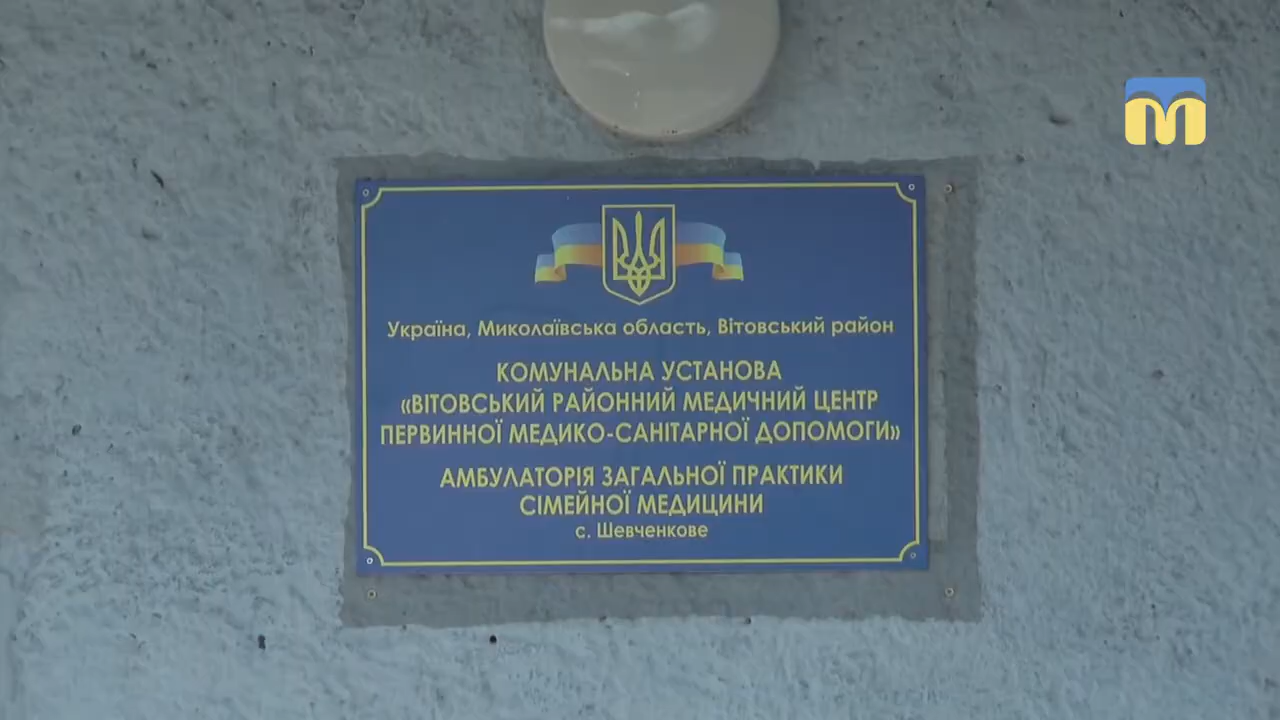 Україна, Миколаївська область, Вітовський район
КОМУНАЛЬНА УСТАНОВА
«ВІТОВСЬКИЙ РАЙОННИЙ МЕДИЧНИЙ ЦЕНТР
ПЕРВИННОЇ МЕДИКО-САНІТАРНОЇ ДОПОМОГИ»
АМБУЛАТОРІЯ ЗАГАЛЬНОЇ ПРАКТИКИ
СІМЕЙНОЇ МЕДИЦИНИ
с. Шевченкове